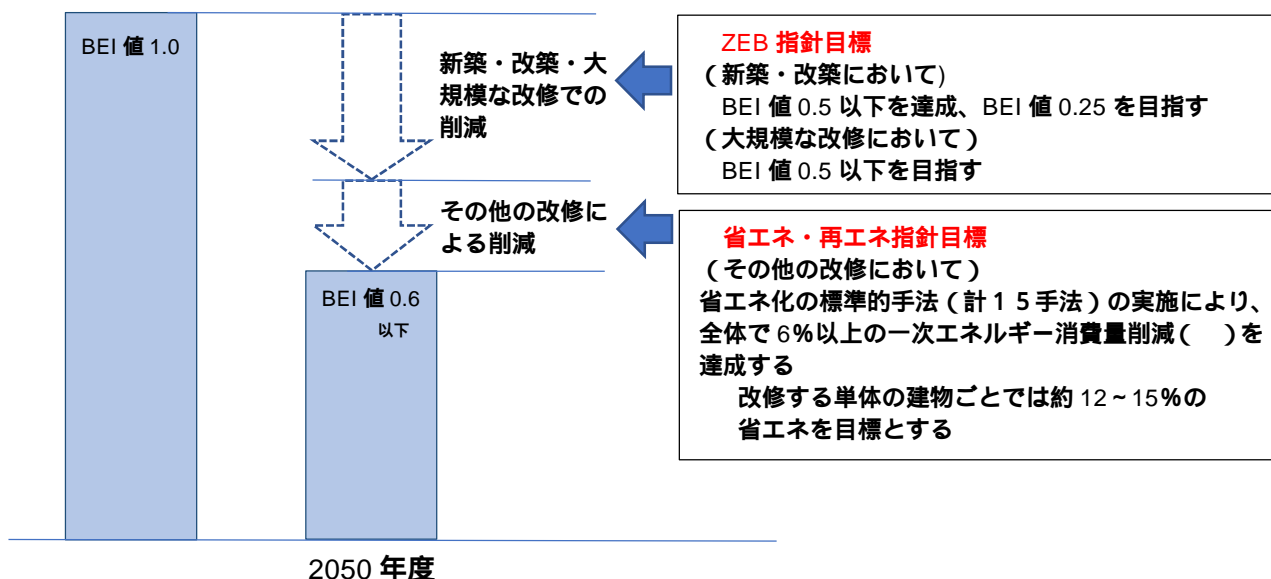 BEI 値 1.0
新築・改築・大
規模な改修での
削減
その他の改修に
よる削減
BEI 値 0.6
以下
2050 年度
ZEB 指針目標
（新築・改築において)
BEI 値 0.5 以下を達成、BEI 値 0.25 を目指す
（大規模な改修において）
BEI 値 0.5 以下を目指す
省エネ・再エネ指針目標
（その他の改修において）
省エネ化の標準的手法（計１５手法）の実施により、
全体で 6%以上の一次エネルギー消費量削減（　）を
達成する
改修する単体の建物ごとでは約 12～15%の
省エネを目標とする